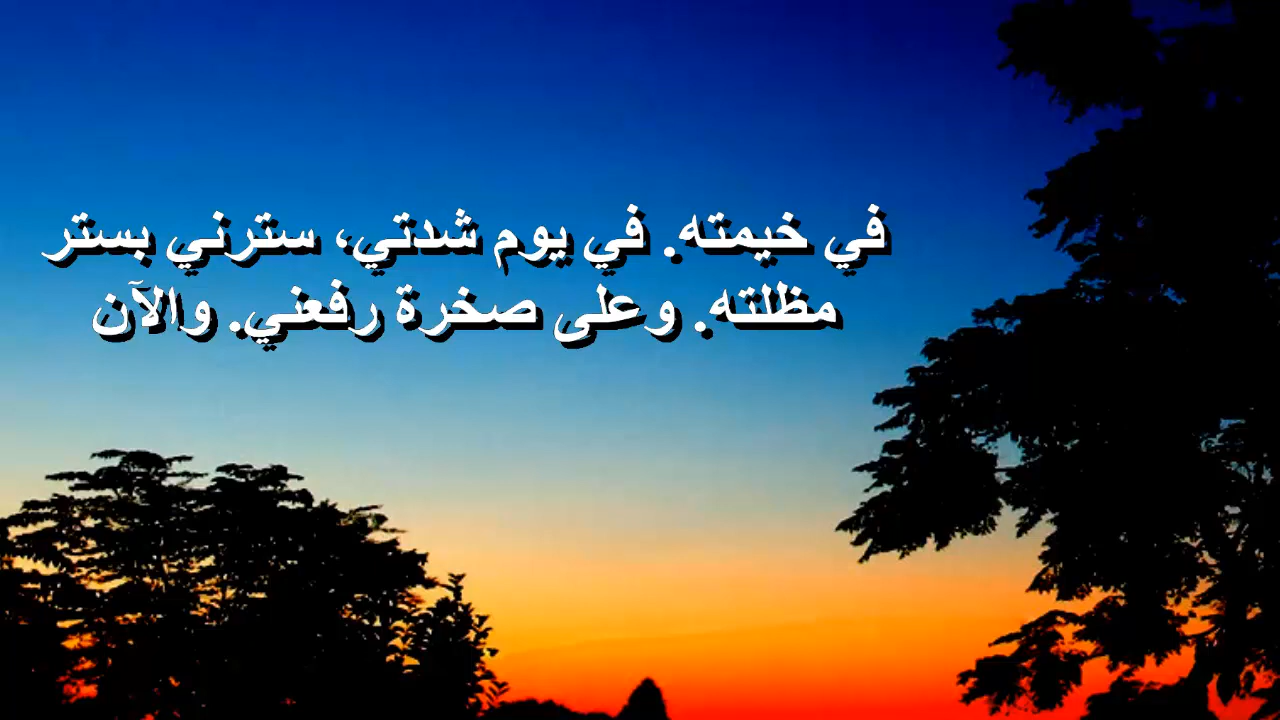 في خيمته. في يوم شدتي، سترني بستر
مظلته. وعلى صخرة رفعني. والآن